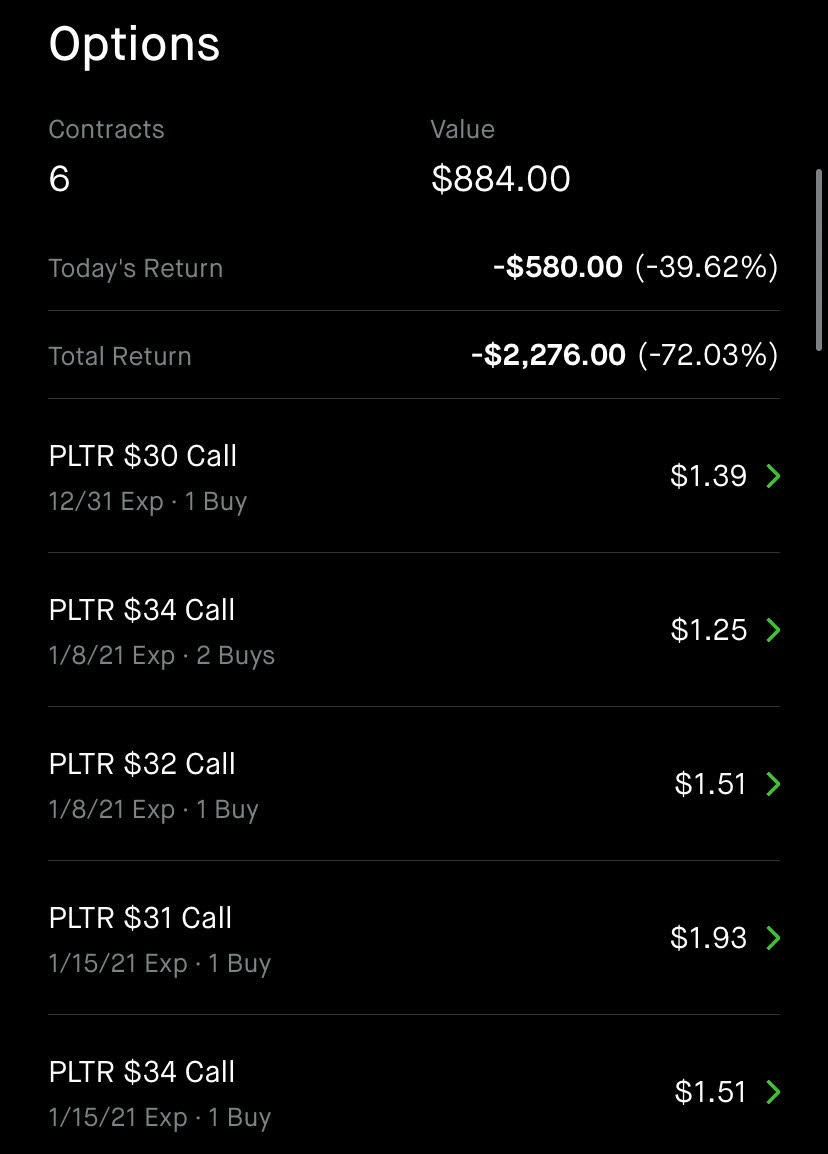 Options
Contracts Value
6 $884.00
Today's Return -$580.00 (-39.62%)
Total Return -$2,276.00 (-72.03%)
PLTR $30 Call
12/31 Exp · 1 Buy
$1.39
PLTR $34 Call
1/8/21 Exp · 2 Buys
$1.25
PLTR $32 Call
1/8/21 Exp · 1 Buy
$1.51
PLTR $31 Call
1/15/21 Exp · 1 Buy
$1.93
PLTR $34 Call
1/15/21 Exp · 1 Buy
$1.51